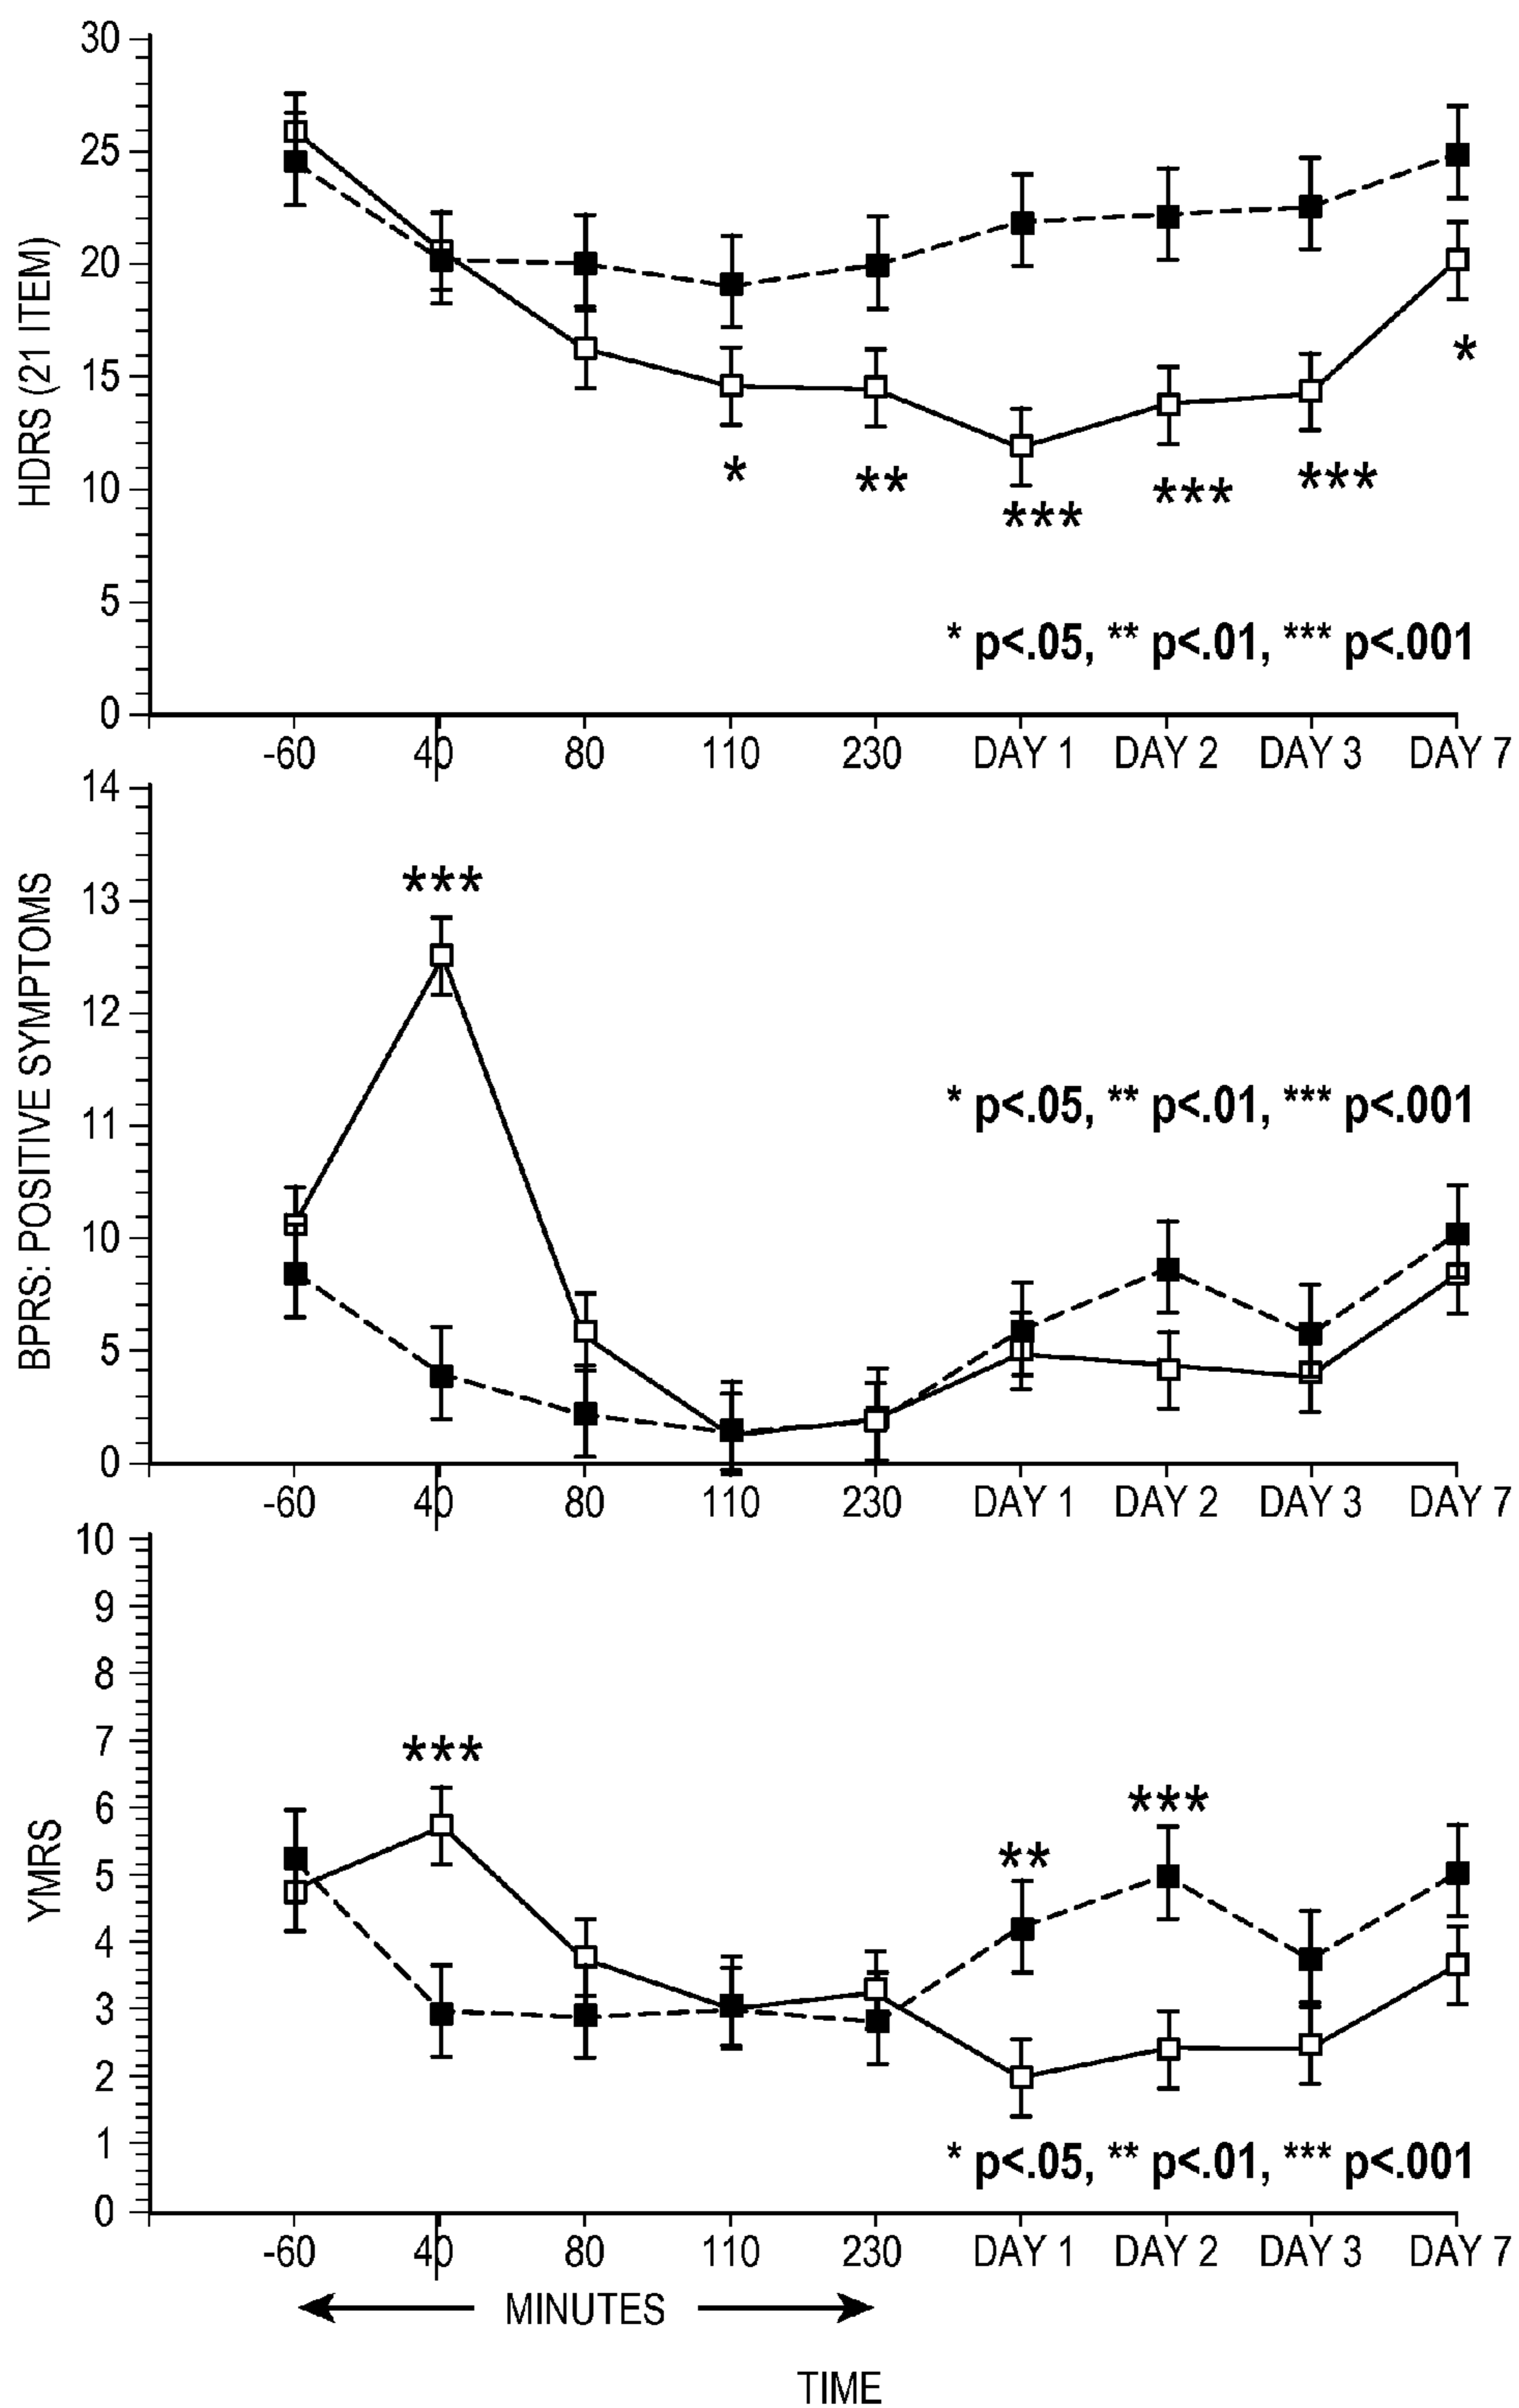 HDRS (21 ITEM)
30
25
20
15
10
5
0
* ** *** *** *** *
* p<.05, ** p<.01, *** p<.001
-60 40 80 110 230 DAY 1 DAY 2 DAY 3 DAY 7
BPRS: POSITIVE SYMPTOMS
14
13
12
11
10
5
0
***
* p<.05, ** p<.01, *** p<.001
-60 40 80 110 230 DAY 1 DAY 2 DAY 3 DAY 7
YMRS
10
9
8
7
6
5
4
3
2
1
0
*** ** ***
* p<.05, ** p<.01, *** p<.001
-60 40 80 110 230 DAY 1 DAY 2 DAY 3 DAY 7
MINUTES
TIME